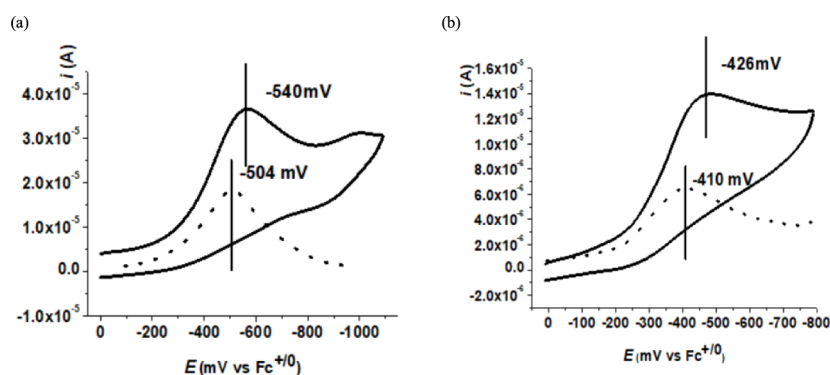 (a)
i (A)
4.0x10⁻⁵
3.0x10⁻⁵
2.0x10⁻⁵
1.0x10⁻⁵
0.0
-1.0x10⁻⁵
-540mV
-504 mV
0 -200 -400 -600 -800 -1000
E (mV vs Fc⁺/⁰)
(b)
i (A)
1.6x10⁻⁵
1.4x10⁻⁵
1.2x10⁻⁵
1.0x10⁻⁵
8.0x10⁻⁶
6.0x10⁻⁶
4.0x10⁻⁶
2.0x10⁻⁶
0.0
-2.0x10⁻⁶
-426mV
-410 mV
0 -100 -200 -300 -400 -500 -600 -700 -800
E (mV vs Fc⁺/⁰)